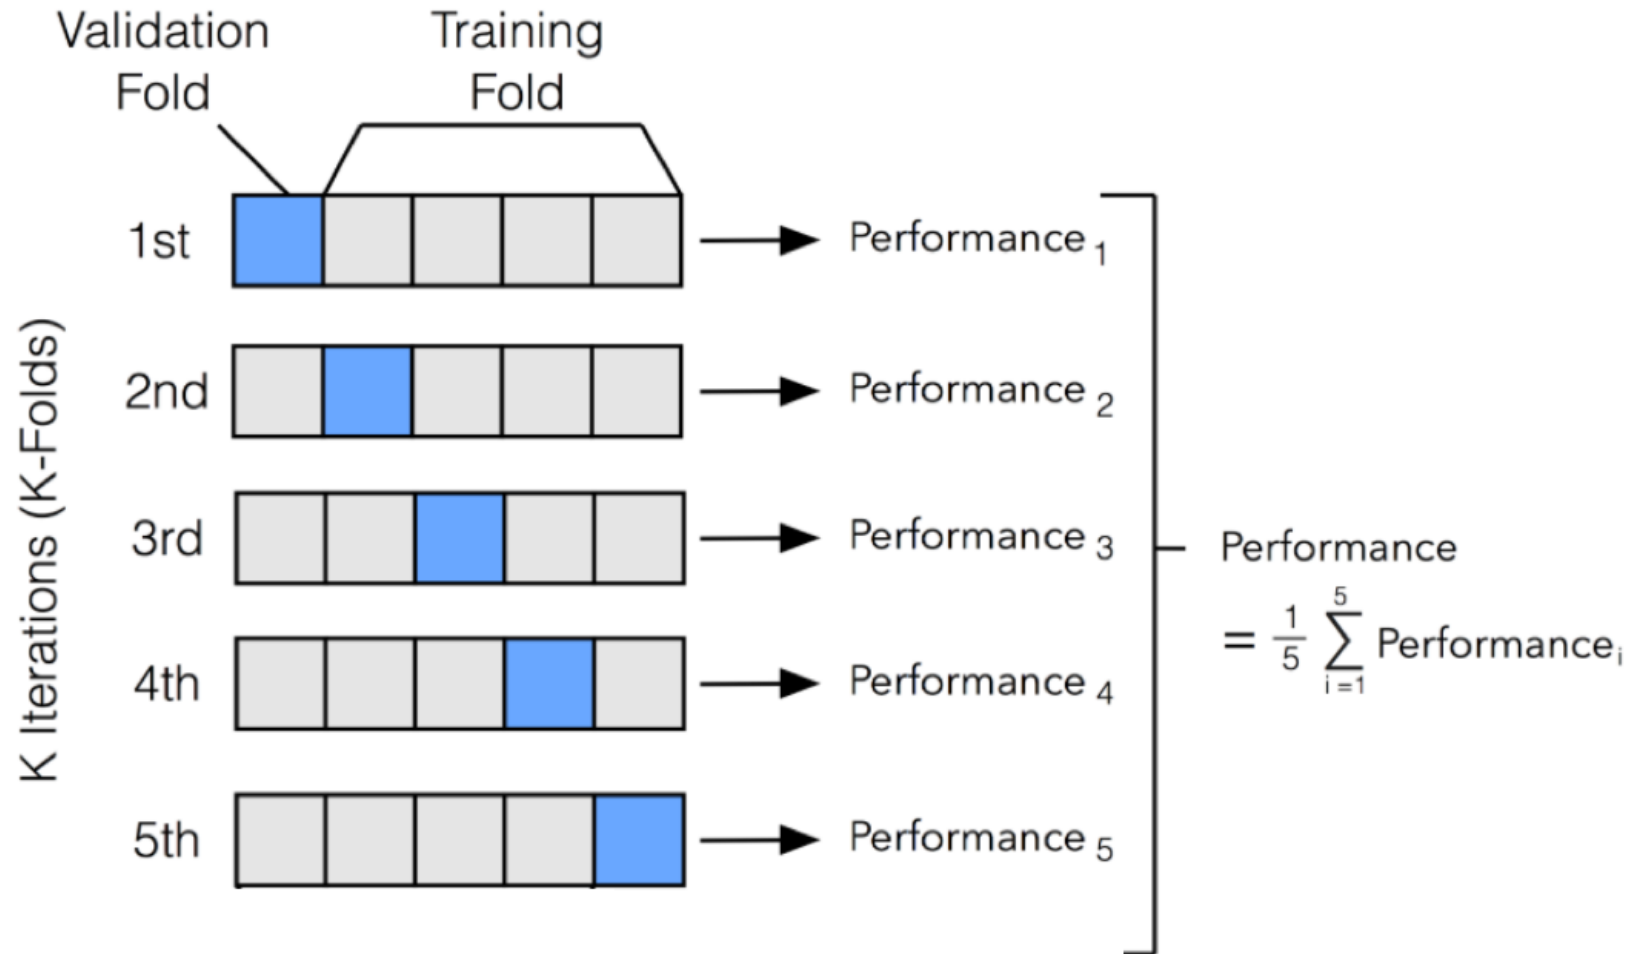 Validation
Fold
Training
Fold
K Iterations (K-Folds)
1st
Performance 1
2nd
Performance 2
3rd
Performance 3
4th
Performance 4
5th
Performance 5
Performance
= 1/5 5∑i=1 Performancei